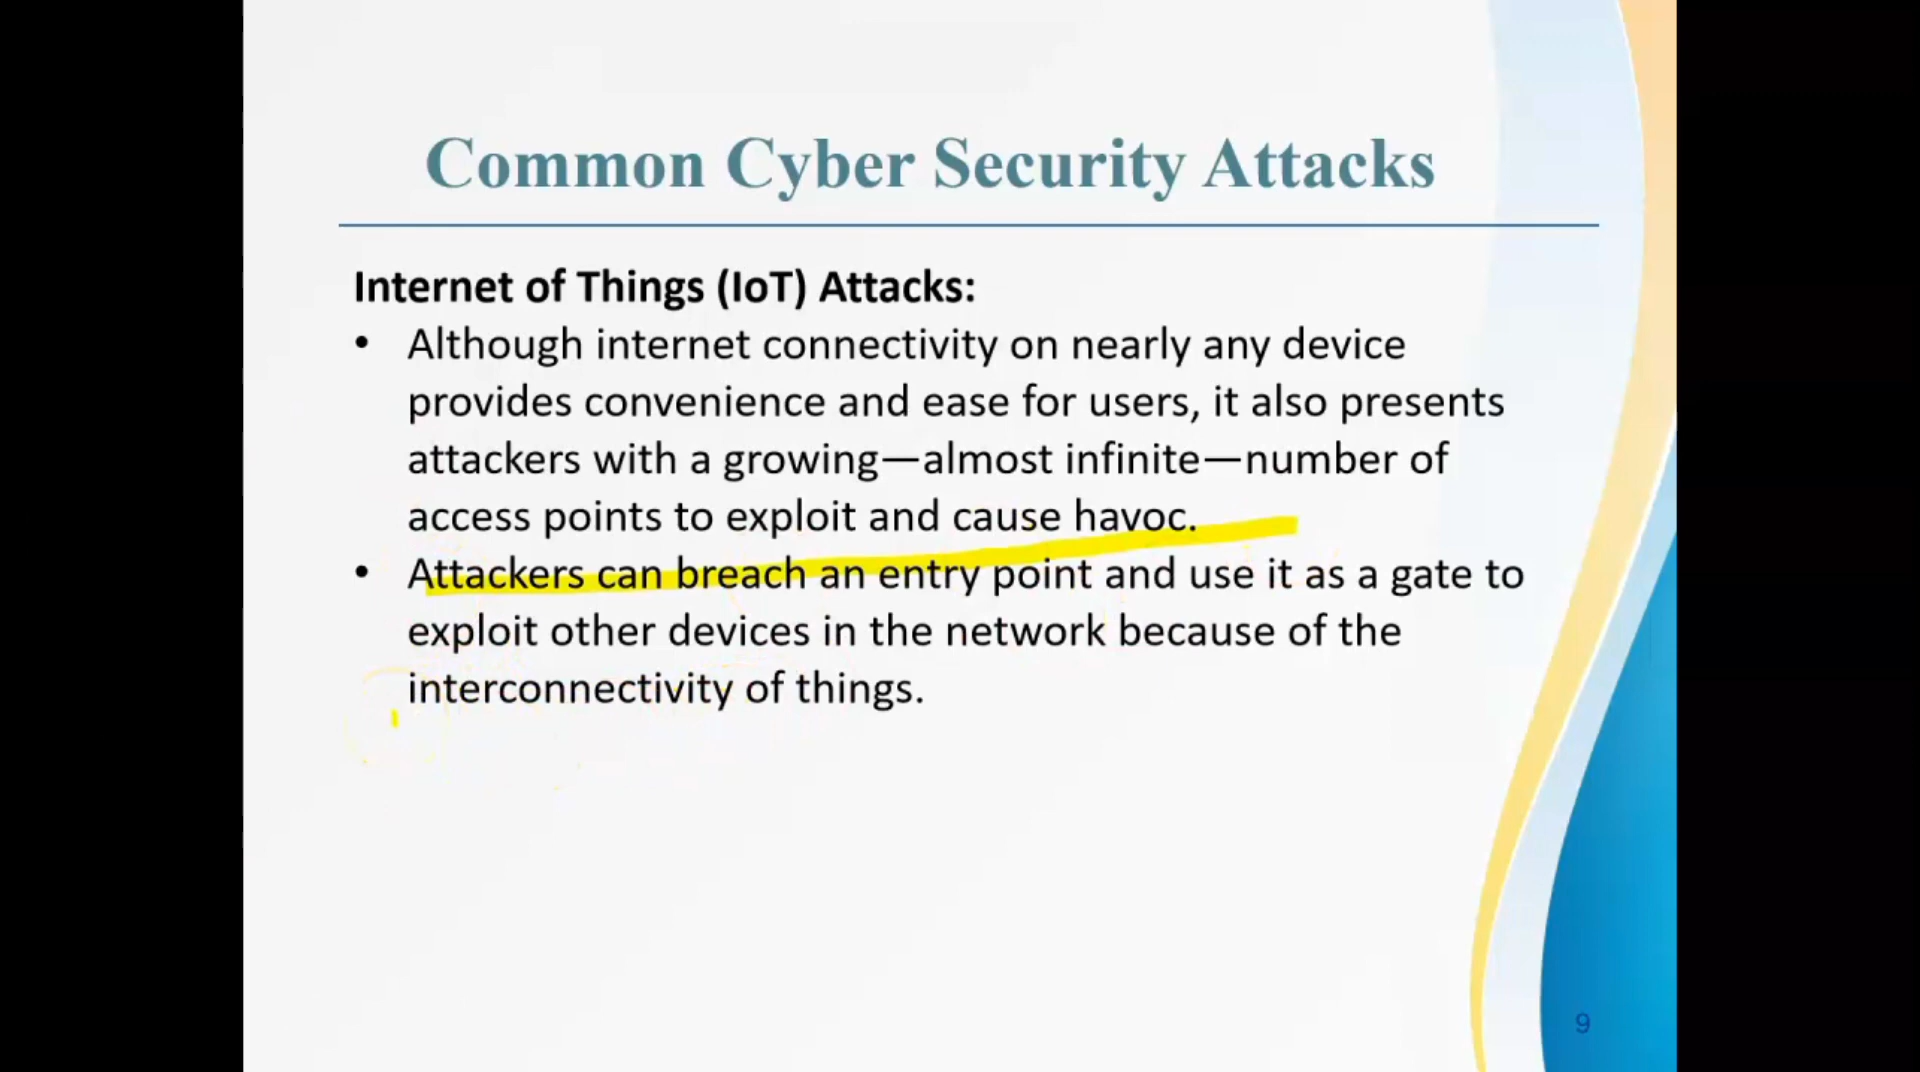 Common Cyber Security Attacks
Internet of Things (IoT) Attacks:
• Although internet connectivity on nearly any device
provides convenience and ease for users, it also presents
attackers with a growing—almost infinite—number of
access points to exploit and cause havoc.
• Attackers can breach an entry point and use it as a gate to
exploit other devices in the network because of the
interconnectivity of things.
9